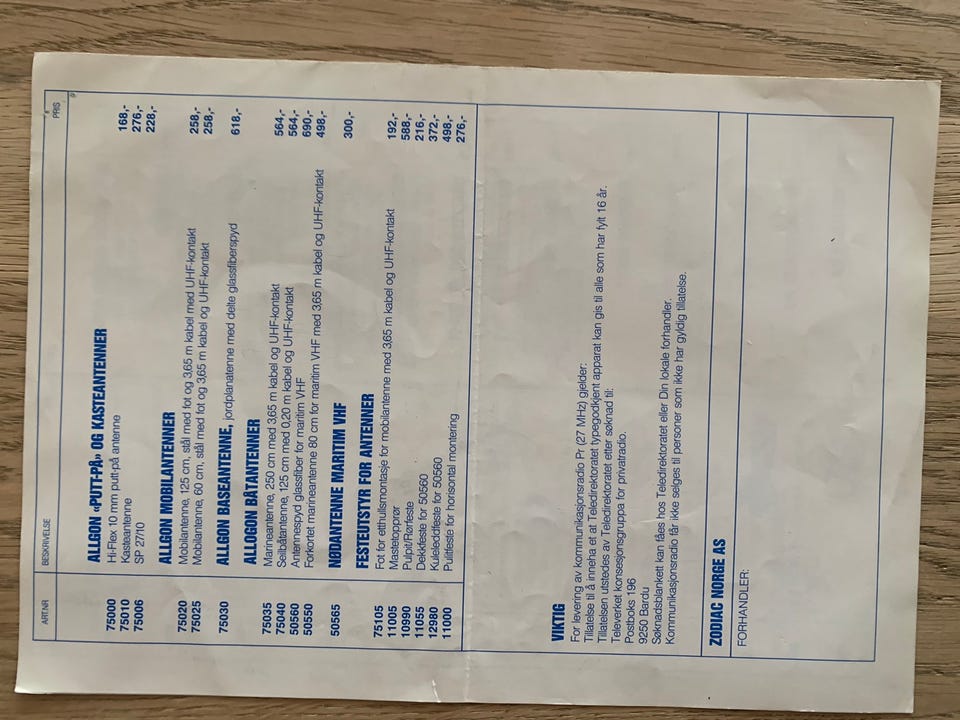 ART.NR BESKRIVELSE PRIS
ALLGON «PUTT-PÅ» OG KASTEANTENNER
75000 Hi-Flex 10 mm putt-på antenne 168,-
75010 Kasteantenne 276,-
75006 SP 27/10 228,-
ALLGON MOBILANTENNER
75020 Mobilantenne, 125 cm, stål med fot og 3,65 m kabel med UHF-kontakt 258,-
75025 Mobilantenne, 60 cm, stål med fot og 3,65 m kabel og UHF-kontakt 258,-
75030 ALLGON BASEANTENNE, jordplanatenne med delte glassfiberspyd 618,-
ALLOGON BÅTANTENNER
75035 Marineantenne, 250 cm med 3,65 m kabel og UHF-kontakt 564,-
75040 Seilbåtantenne, 125 cm med 0,20 m kabel og UHF-kontakt 564,-
50560 Antennespyd glassfiber for maritim VHF 690,-
50550 Forkortet marineantenne 80 cm for maritim VHF med 3,65 m kabel og UHF-kontakt 498,-
50565 NØDANTENNE MARITIM VHF 300,-
FESTEUTSTYR FOR ANTENNER
75105 Fot for etthullsmontasje for mobilantenne med 3,65 m kabel og UHF-kontakt 192,-
11005 Mastetopprør 588,-
10990 Pulpit/Rørfeste 216,-
11055 Dekkfeste for 50560 372,-
12980 Kuleleddfeste for 50560 498,-
11000 Pultfeste for horisontal montering 276,-
VIKTIG
For levering av kommunikasjonsradio Pr (27 MHz) gjelder:
Tillatelse til å inneha et at Teledirektoratet typegodkjent apparat kan gis til alle som har fylt 16 år.
Tillatelsen utstedes av Teledirektoratet etter søknad til:
Televerket konsesjonsgruppa for privatradio.
Postboks 196
9250 Bardu
Søknadsblankett kan fåes hos Teledirektoratet eller Din lokale forhandler.
Kommunikasjonsradio får ikke selges til personer som ikke har gyldig tillatelse.
ZODIAC NORGE AS
FORHANDLER: